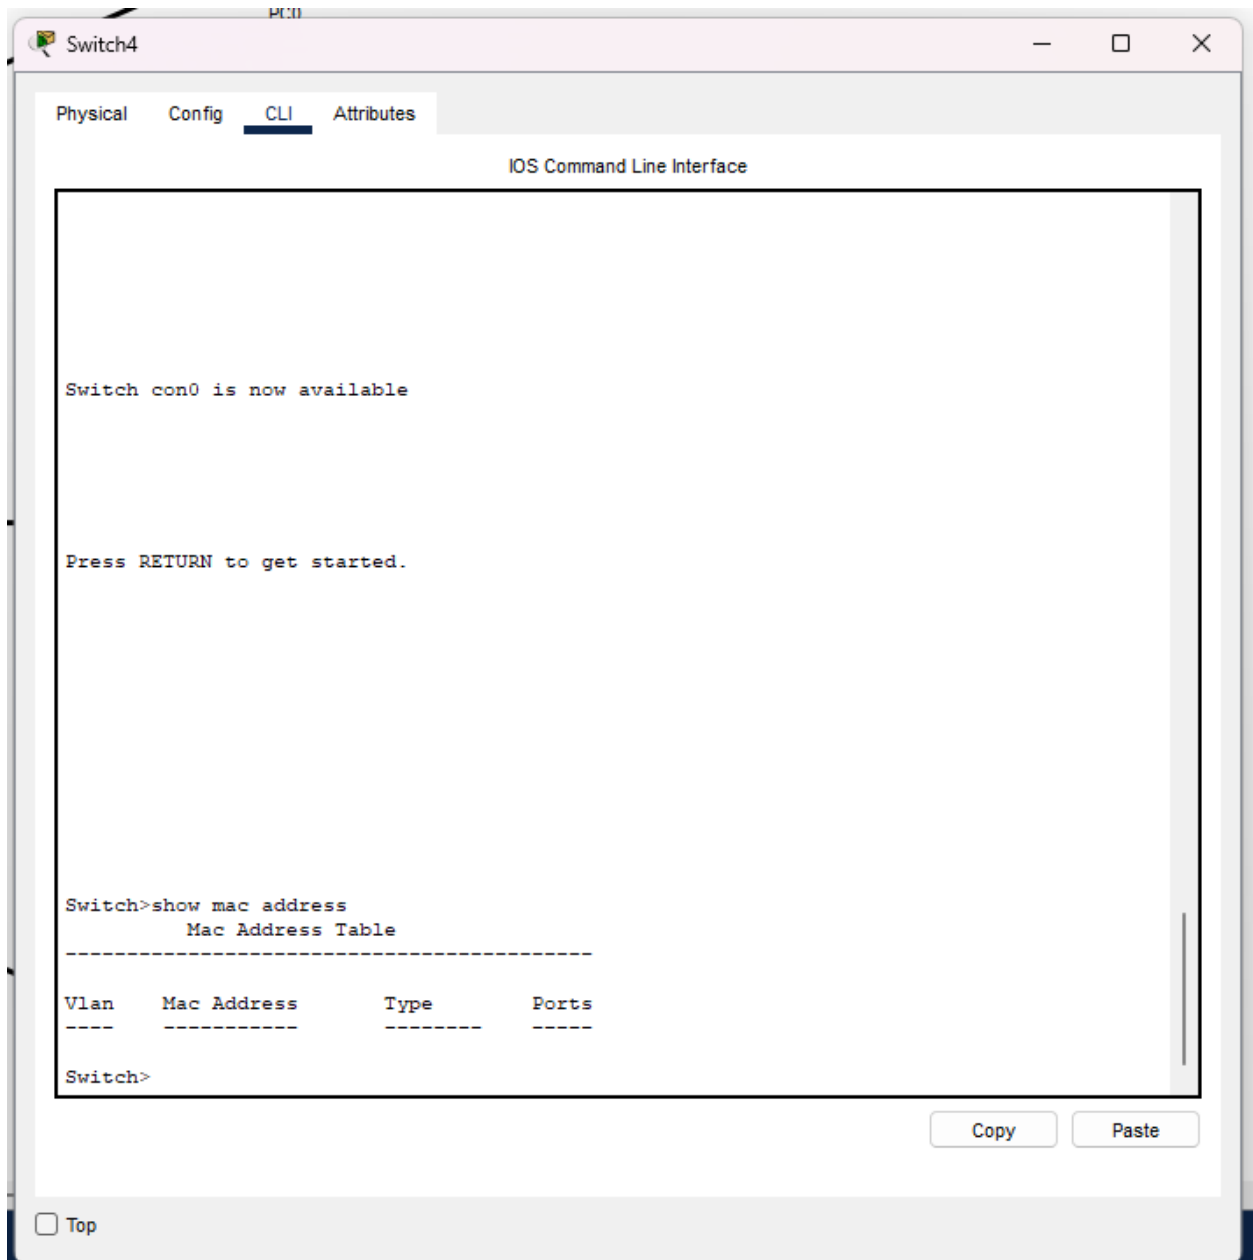 PC0
Switch4
Physical Config CLI Attributes
IOS Command Line Interface
Switch con0 is now available
Press RETURN to get started.
Switch>show mac address
Mac Address Table
-------------------------------------------
Vlan    Mac Address       Type        Ports
----    -----------       --------    -----
Switch>
Copy Paste
Top